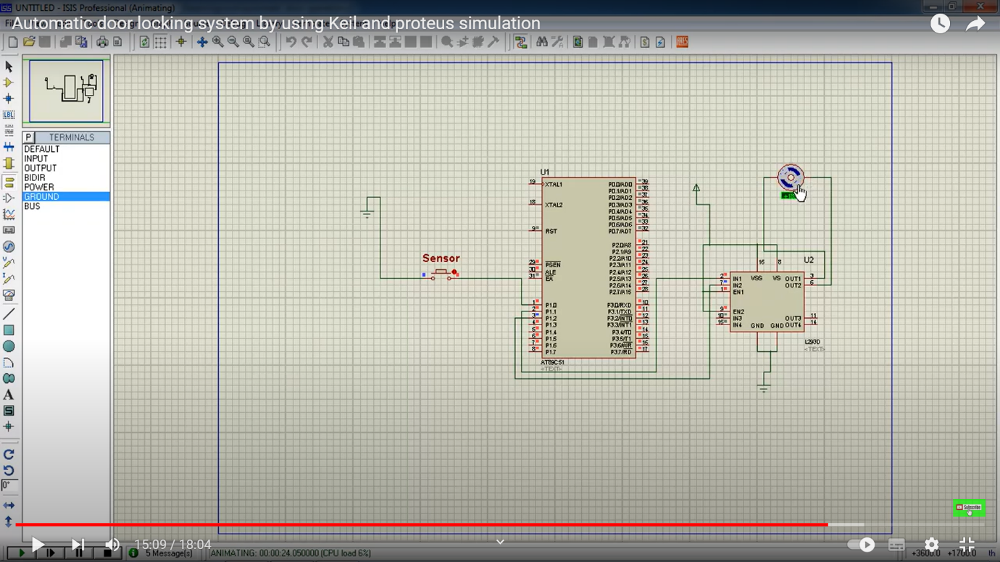 UNTITLED - ISIS Professional (Animating)
Automatic door locking system by using Keil and proteus simulation
P TERMINALS
DEFAULT
INPUT
OUTPUT
BIDIR
POWER
GROUND
BUS
LBL
A
S
0°
Sensor
U1
19 XTAL1
18 XTAL2
9 RST
29 PSEN
30 ALE
31 EA
1 P1.0
2 P1.1
3 P1.2
4 P1.3
5 P1.4
6 P1.5
7 P1.6
8 P1.7
P0.0/AD0 39
P0.1/AD1 38
P0.2/AD2 37
P0.3/AD3 36
P0.4/AD4 35
P0.5/AD5 34
P0.6/AD6 33
P0.7/AD7 32
P2.0/A8 21
P2.1/A9 22
P2.2/A10 23
P2.3/A11 24
P2.4/A12 25
P2.5/A13 26
P2.6/A14 27
P2.7/A15 28
P3.0/RXD 10
P3.1/TXD 11
P3.2/INT0 12
P3.3/INT1 13
P3.4/T0 14
P3.5/T1 15
P3.6/WR 16
P3.7/RD 17
AT89C51
<TEXT>
U2
16 8
VSS VS
2 IN1
7 IN2
1 EN1
9 EN2
10 IN3
15 IN4
OUT1 3
OUT2 6
OUT3 11
OUT4 14
GND GND
L293D
<TEXT>
Subscribe
15:09 / 18:04
5 Message(s)
ANIMATING: 00:00:24.050000 (CPU load 6%)
+3600.0 +1700.0 th